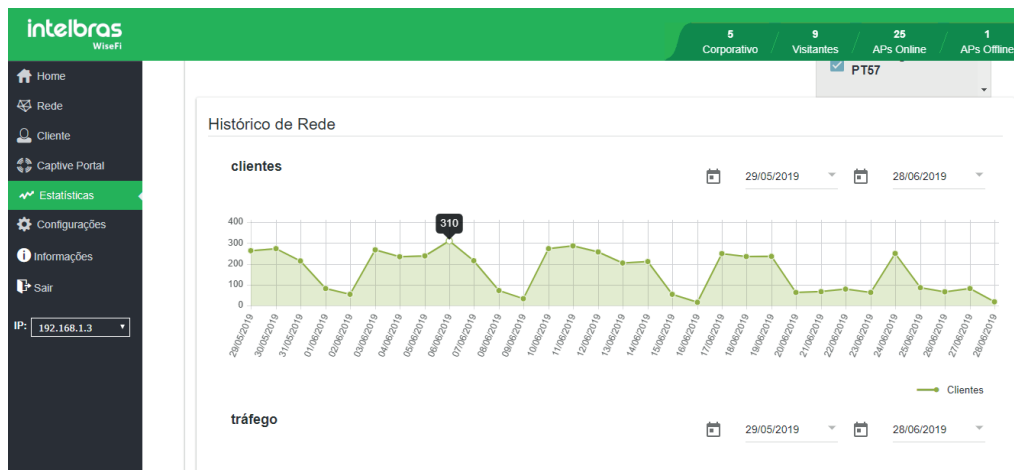 intelbras
WiseFi
5 9 25 1
Corporativo Visitantes APs Online APs Offline
Home
Rede
Cliente
Captive Portal
Estatísticas
Configurações
Informações
Sair
IP: 192.168.1.3
PT57
Histórico de Rede
clientes
29/05/2019 28/06/2019
400
300
200
100
0
310
29/05/2019 30/05/2019 31/05/2019 01/06/2019 02/06/2019 03/06/2019 04/06/2019 05/06/2019 06/06/2019 07/06/2019 08/06/2019 09/06/2019 10/06/2019 11/06/2019 12/06/2019 13/06/2019 14/06/2019 15/06/2019 16/06/2019 17/06/2019 18/06/2019 19/06/2019 20/06/2019 21/06/2019 22/06/2019 23/06/2019 24/06/2019 25/06/2019 26/06/2019 27/06/2019 28/06/2019
Clientes
tráfego
29/05/2019 28/06/2019